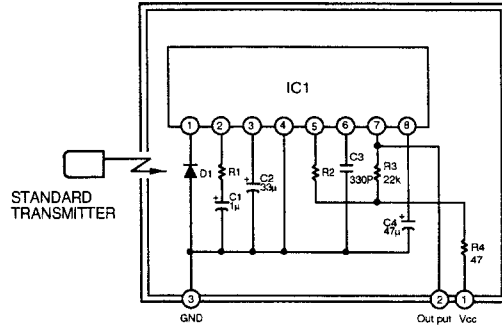 IC1
1 2 3 4 5 6 7 8
D1
R1
C1
1μ
C2
33μ
R2
C3
330P
R3
22k
C4
47μ
R4
47
STANDARD
TRANSMITTER
3
GND
2
Out put
1
Vcc